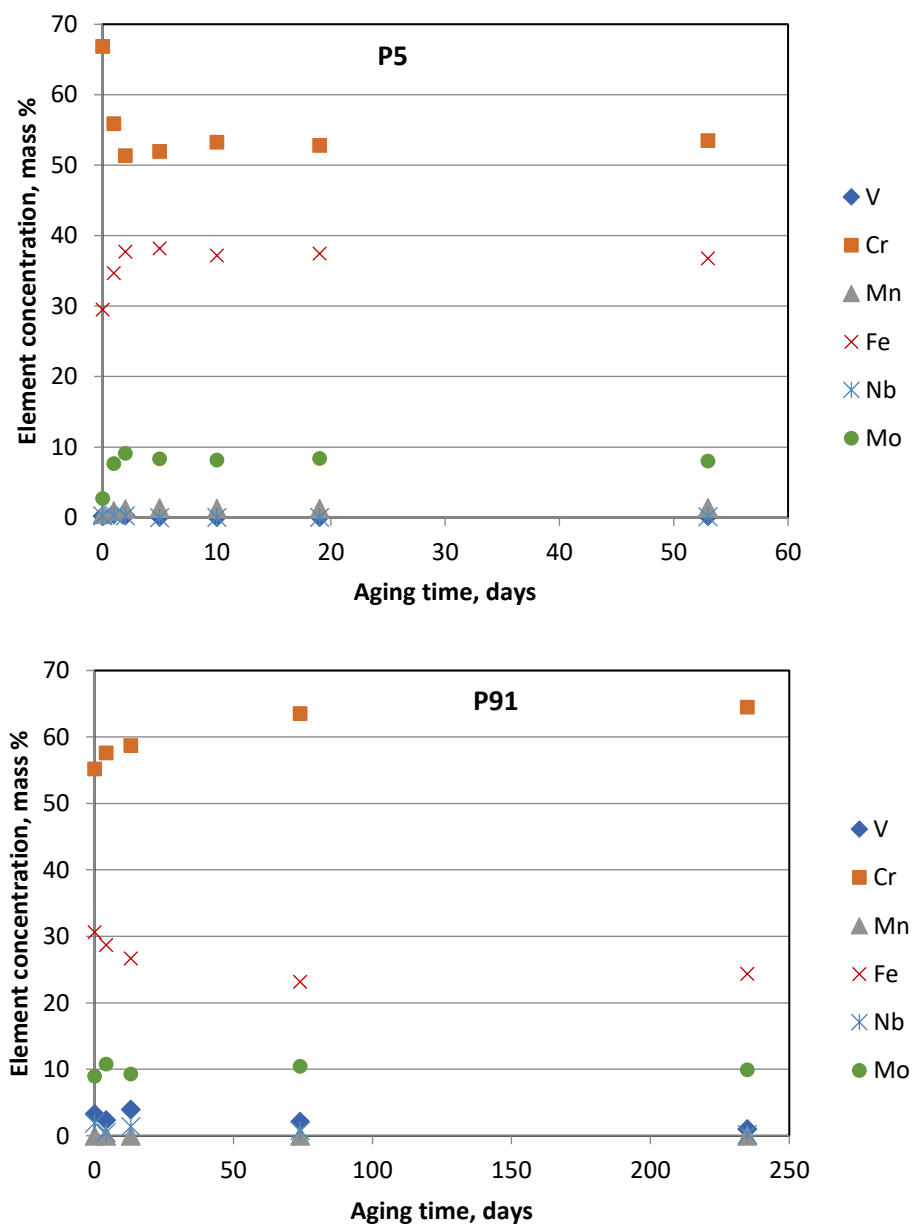 P5
Element concentration, mass %
70
60
50
40
30
20
10
0
0 10 20 30 40 50 60
Aging time, days
V
Cr
Mn
Fe
Nb
Mo
P91
Element concentration, mass %
70
60
50
40
30
20
10
0
0 50 100 150 200 250
Aging time, days
V
Cr
Mn
Fe
Nb
Mo